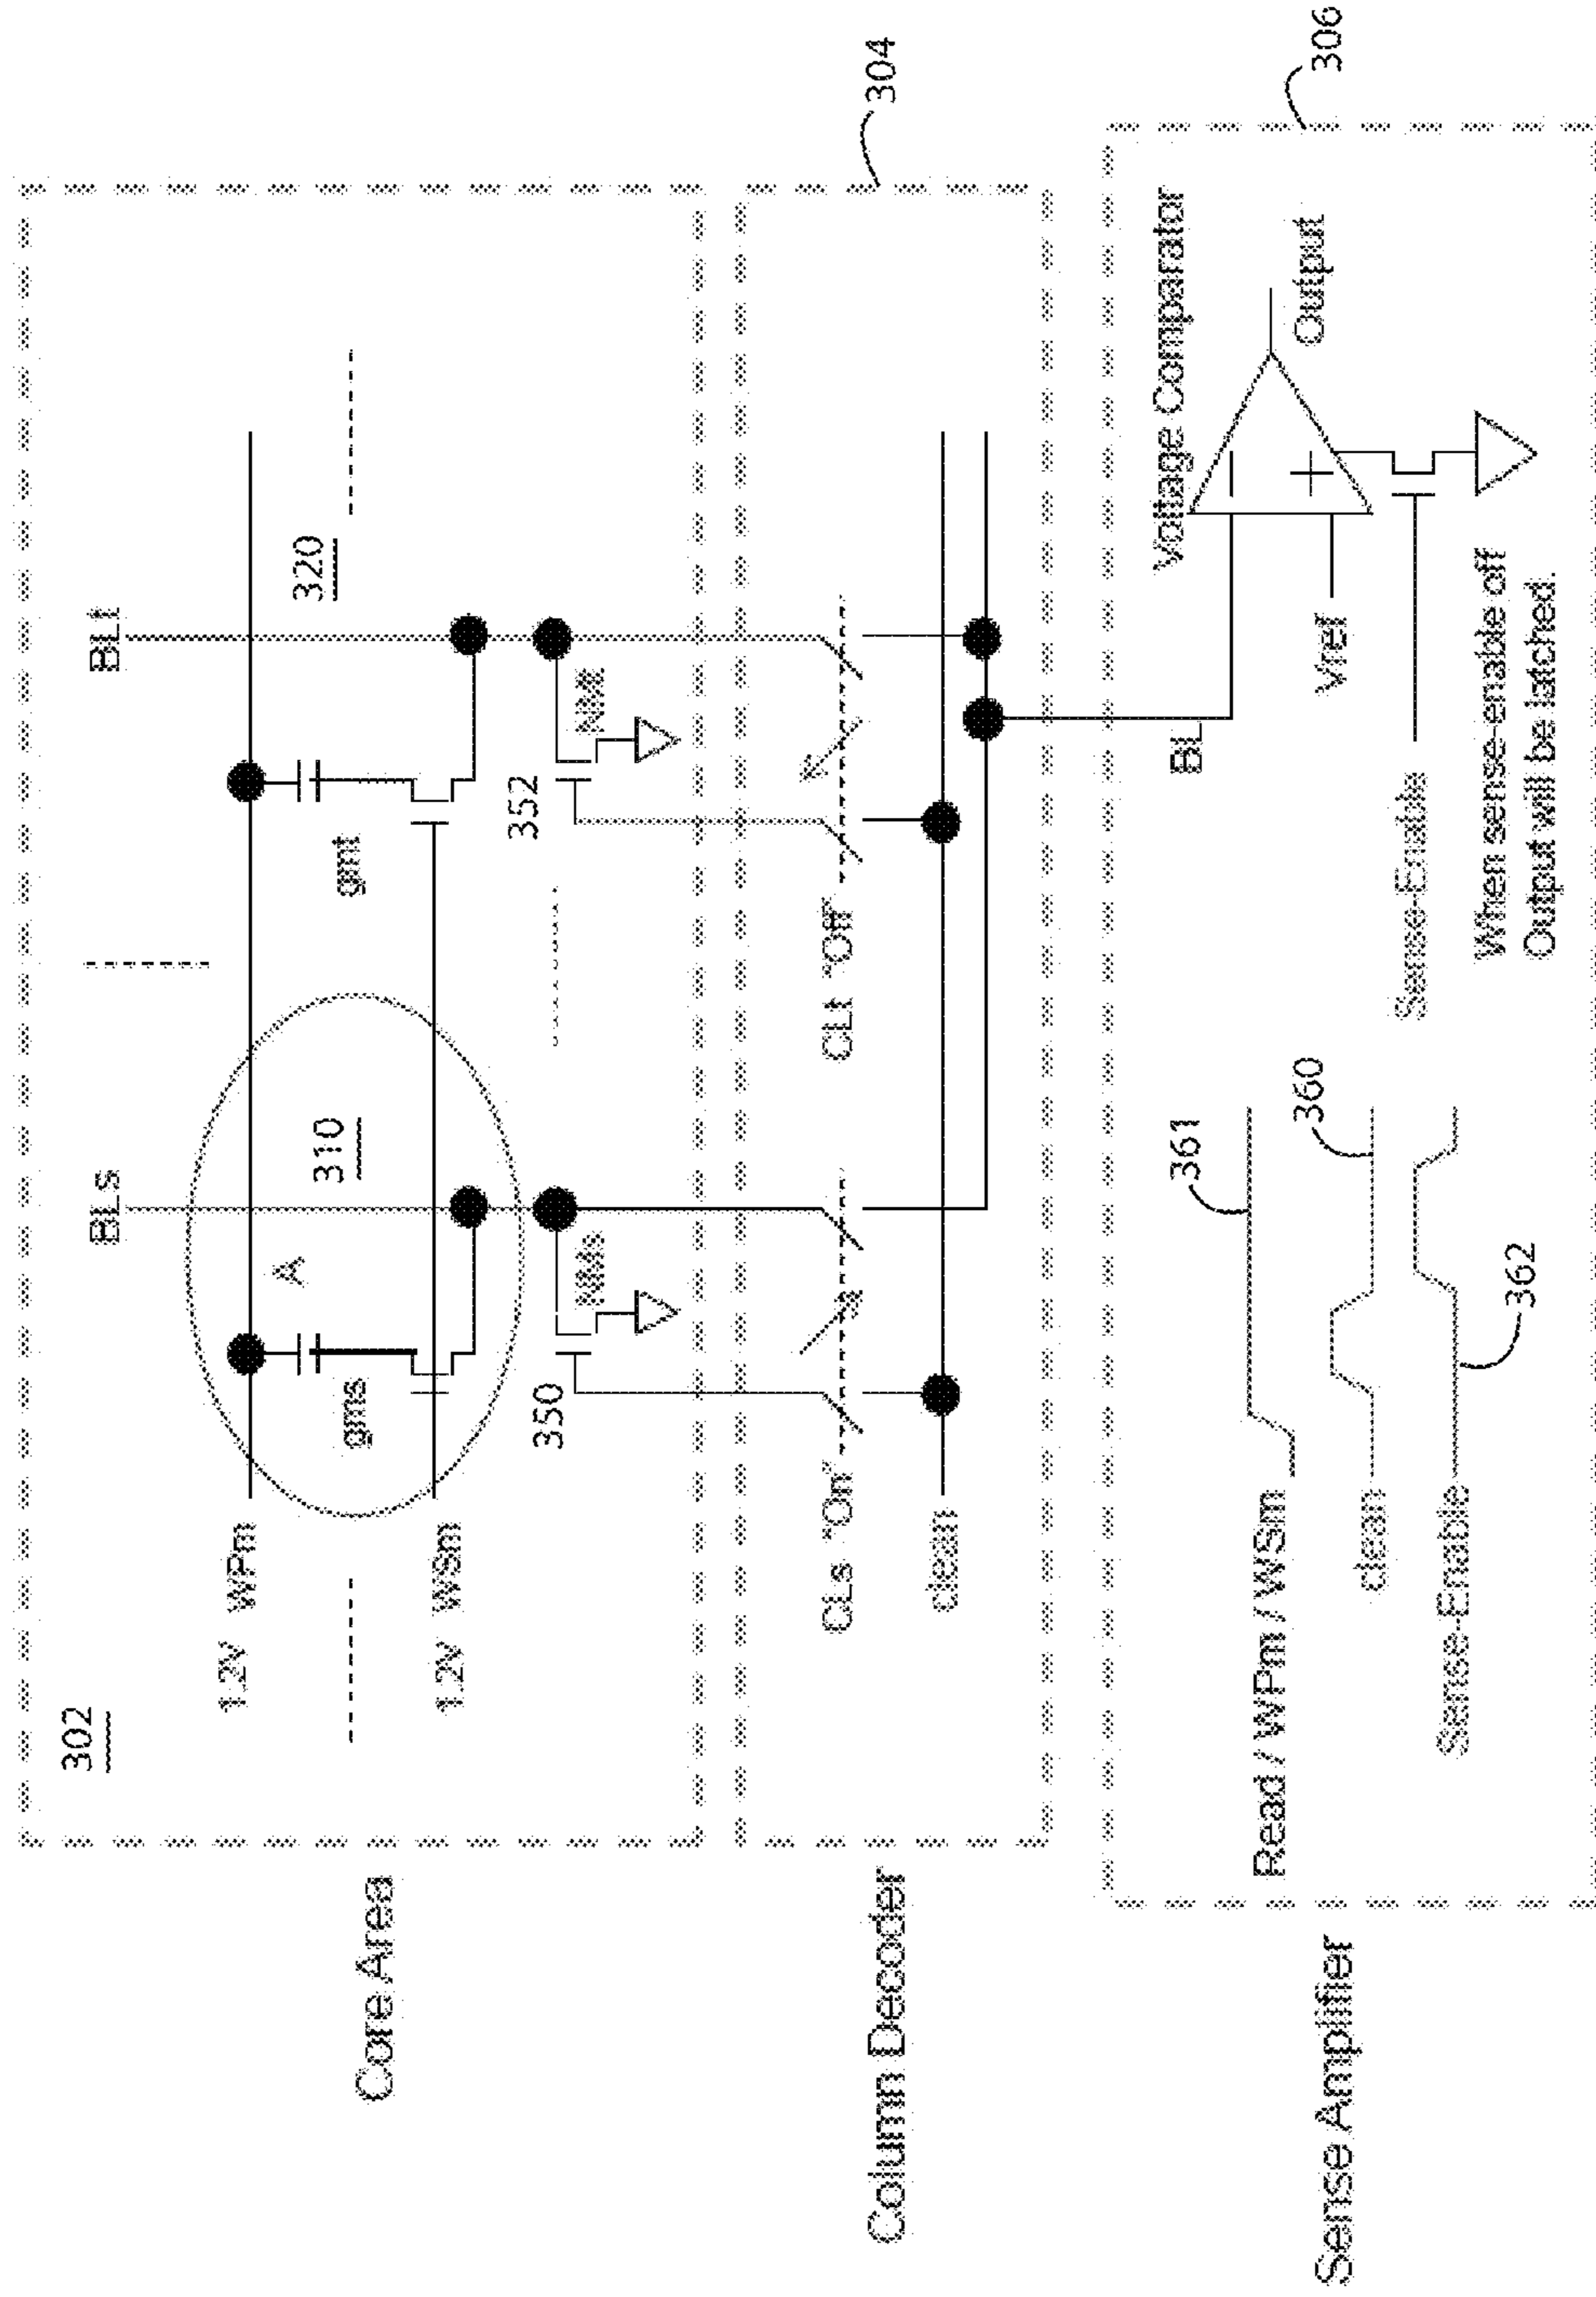 302
BLs
BLt
1.2V WPm
A
310
320
gms
gmt
1.2V WSm
350
NMs
352
NMt
Core Area
304
CLs "On"
CLt "Off"
clean
Column Decoder
306
BL
Voltage Comparator
Vref
Output
Sense-Enable
When sense-enable off
Output will be latched.
Read / WPm / WSm
361
clean
360
Sense-Enable
362
Sense Amplifier